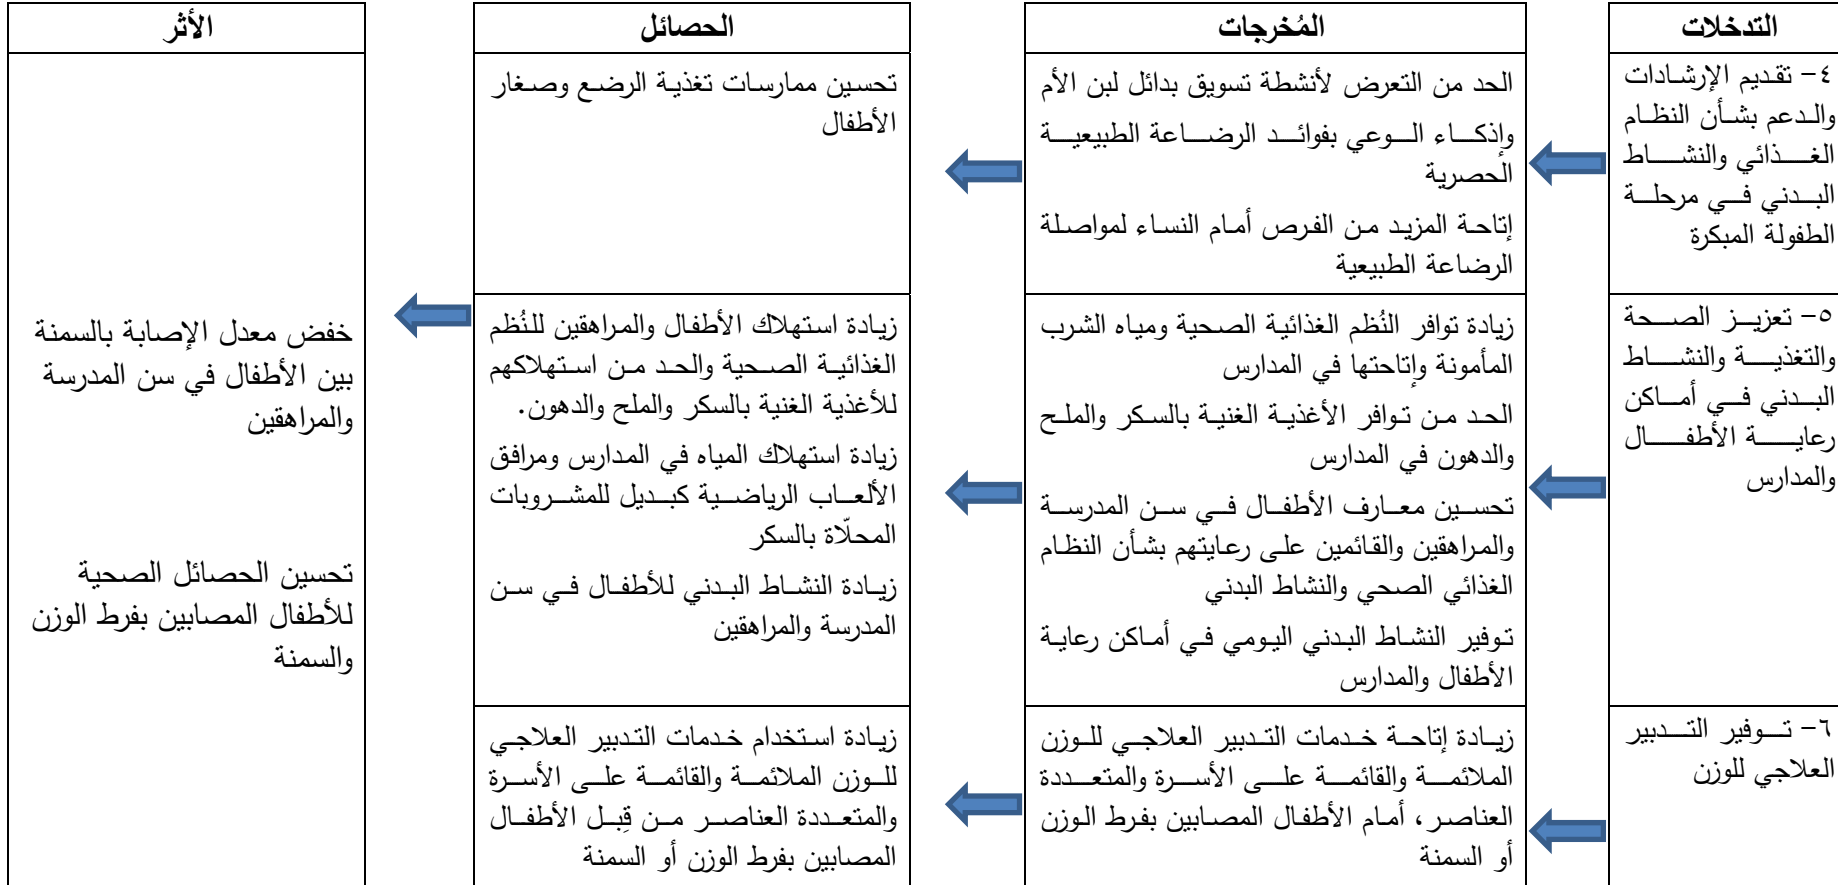 التدخلات
٤- تقديم الإرشادات
والدعم بشأن النظام
الغذائي والنشاط
البدني في مرحلة
الطفولة المبكرة
٥- تعزيز الصحة
والتغذية والنشاط
البدني في أماكن
رعاية الأطفال
والمدارس
٦- توفير التدبير
العلاجي للوزن
المُخرجات
الحد من التعرض لأنشطة تسويق بدائل لبن الأم
وإذكاء الوعي بفوائد الرضاعة الطبيعية
الحصرية
إتاحة المزيد من الفرص أمام النساء لمواصلة
الرضاعة الطبيعية
زيادة توافر النُظم الغذائية الصحية ومياه الشرب
المأمونة وإتاحتها في المدارس
الحد من توافر الأغذية الغنية بالسكر والملح
والدهون في المدارس
تحسين معارف الأطفال في سن المدرسة
والمراهقين والقائمين على رعايتهم بشأن النظام
الغذائي الصحي والنشاط البدني
توفير النشاط البدني اليومي في أماكن رعاية
الأطفال والمدارس
زيادة إتاحة خدمات التدبير العلاجي للوزن
الملائمة والقائمة على الأسرة والمتعددة
العناصر، أمام الأطفال المصابين بفرط الوزن
أو السمنة
الحصائل
تحسين ممارسات تغذية الرضع وصغار
الأطفال
زيادة استهلاك الأطفال والمراهقين للنُظم
الغذائية الصحية والحد من استهلاكهم
للأغذية الغنية بالسكر والملح والدهون.
زيادة استهلاك المياه في المدارس ومرافق
الألعاب الرياضية كبديل للمشروبات
المحلّاة بالسكر
زيادة النشاط البدني للأطفال في سن
المدرسة والمراهقين
زيادة استخدام خدمات التدبير العلاجي
للوزن الملائمة والقائمة على الأسرة
والمتعددة العناصر من قِبل الأطفال
المصابين بفرط الوزن أو السمنة
الأثر
خفض معدل الإصابة بالسمنة
بين الأطفال في سن المدرسة
والمراهقين
تحسين الحصائل الصحية
للأطفال المصابين بفرط الوزن
والسمنة